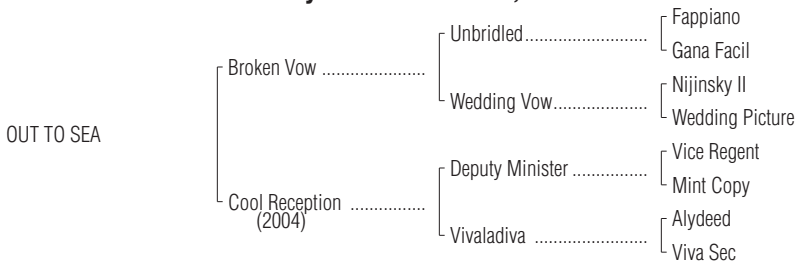 Fappiano
Unbridled..........................
Gana Facil
Broken Vow ......................
Nijinsky II
Wedding Vow....................
Wedding Picture
OUT TO SEA
Vice Regent
Deputy Minister ................
Mint Copy
Cool Reception ................
(2004)
Alydeed
Vivaladiva ........................
Viva Sec